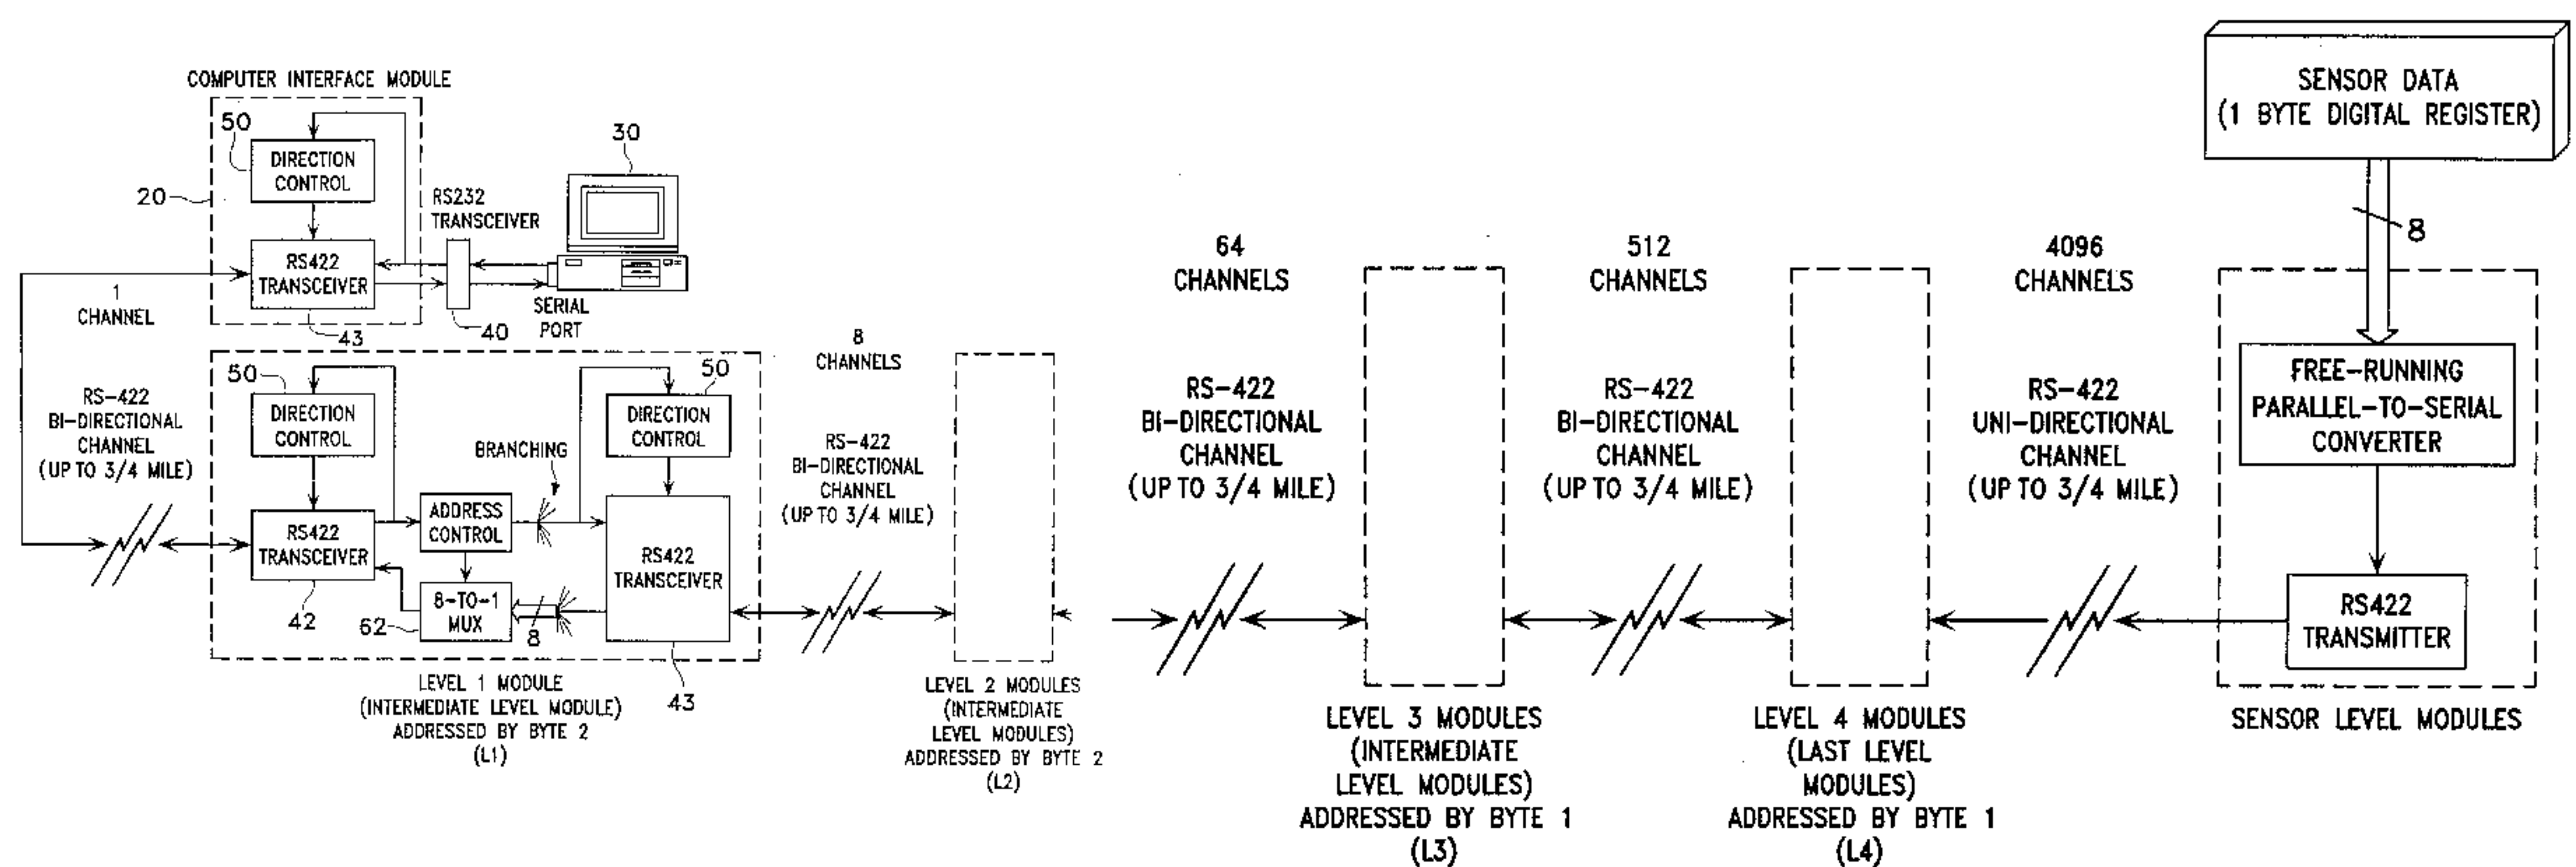 COMPUTER INTERFACE MODULE
50
DIRECTION
CONTROL
20
RS422
TRANSCEIVER
43
RS232
TRANSCEIVER
40
30
SERIAL
PORT
1
CHANNEL
RS-422
BI-DIRECTIONAL
CHANNEL
(UP TO 3/4 MILE)
50
DIRECTION
CONTROL
RS422
TRANSCEIVER
42
ADDRESS
CONTROL
8-TO-1
MUX
62
8
BRANCHING
50
DIRECTION
CONTROL
RS422
TRANSCEIVER
43
LEVEL 1 MODULE
(INTERMEDIATE LEVEL MODULE)
ADDRESSED BY BYTE 2
(L1)
8
CHANNELS
RS-422
BI-DIRECTIONAL
CHANNEL
(UP TO 3/4 MILE)
LEVEL 2 MODULES
(INTERMEDIATE
LEVEL MODULES)
ADDRESSED BY BYTE 2
(L2)
64
CHANNELS
RS-422
BI-DIRECTIONAL
CHANNEL
(UP TO 3/4 MILE)
LEVEL 3 MODULES
(INTERMEDIATE
LEVEL MODULES)
ADDRESSED BY BYTE 1
(L3)
512
CHANNELS
RS-422
BI-DIRECTIONAL
CHANNEL
(UP TO 3/4 MILE)
LEVEL 4 MODULES
(LAST LEVEL
MODULES)
ADDRESSED BY BYTE 1
(L4)
4096
CHANNELS
RS-422
UNI-DIRECTIONAL
CHANNEL
(UP TO 3/4 MILE)
SENSOR DATA
(1 BYTE DIGITAL REGISTER)
8
FREE-RUNNING
PARALLEL-TO-SERIAL
CONVERTER
RS422
TRANSMITTER
SENSOR LEVEL MODULES